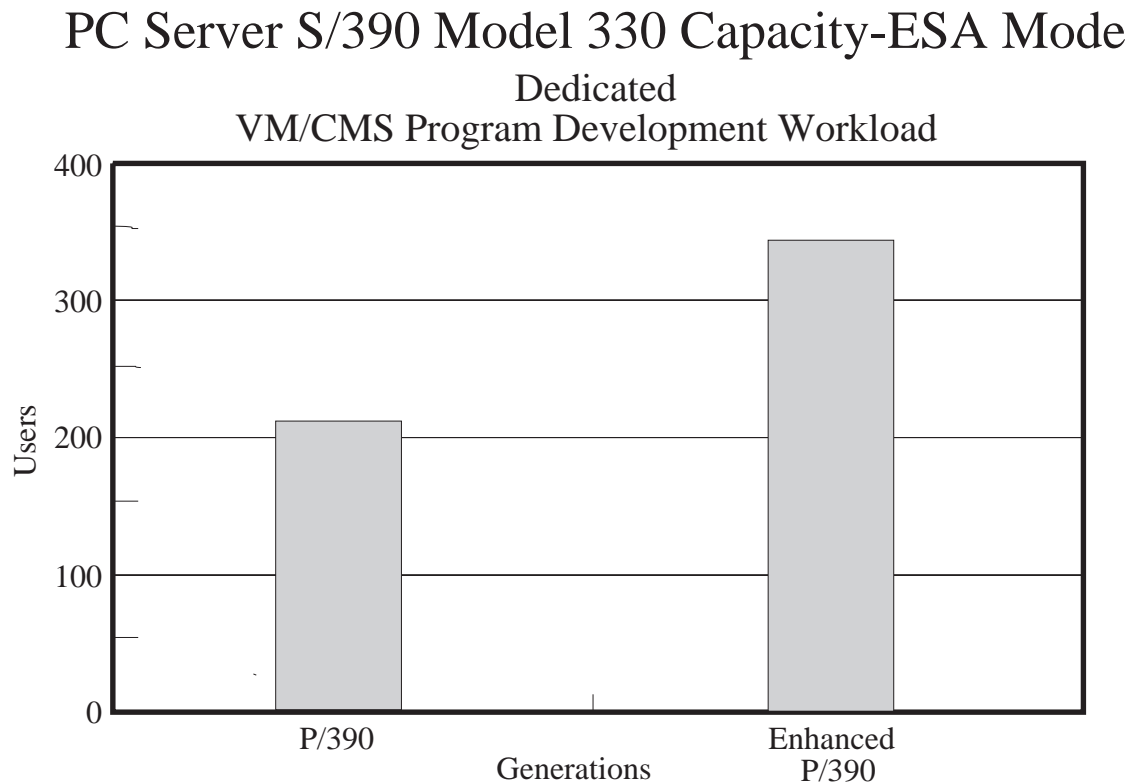 PC Server S/390 Model 330 Capacity-ESA Mode
Dedicated
VM/CMS Program Development Workload
400
300
200
100
0
Users
P/390
Enhanced
P/390
Generations